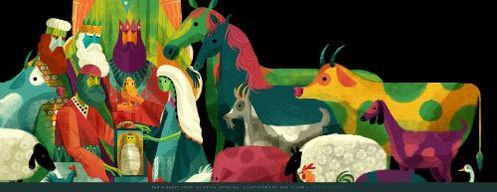 THE BIGGEST STORY BY KEVIN DEYOUNG, ILLUSTRATED BY DON CLARK